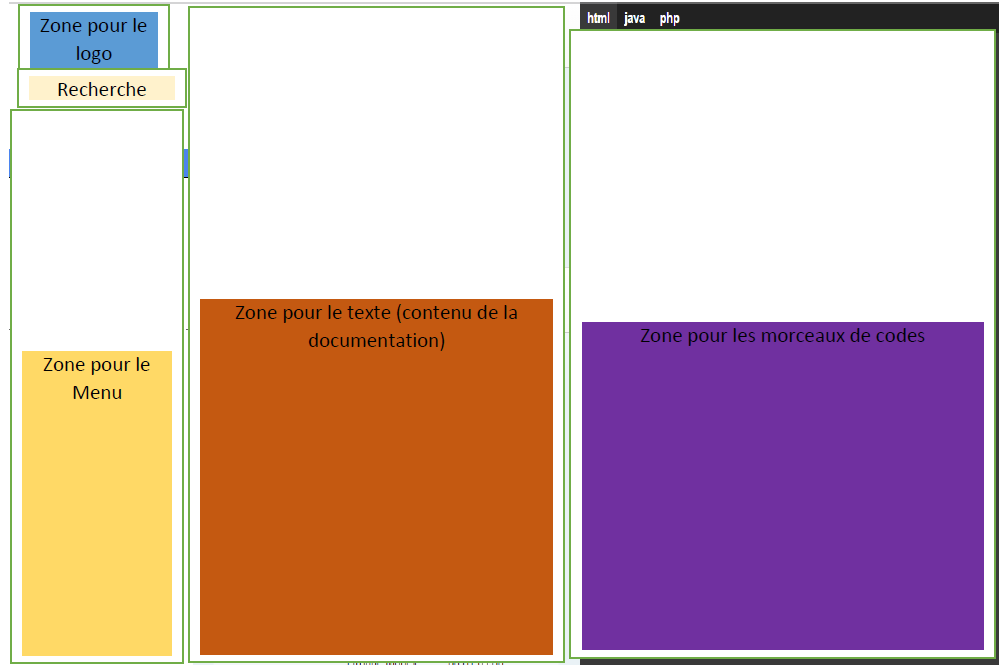 Zone pour le
logo
Recherche
html java php
Zone pour le texte (contenu de la
documentation)
Zone pour les morceaux de codes
Zone pour le
Menu